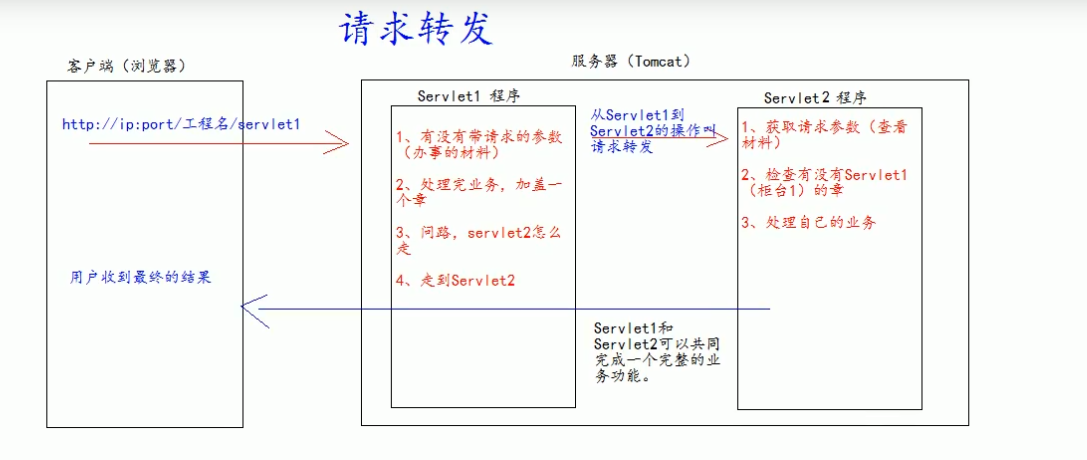 请求转发
客户端（浏览器）
服务器（Tomcat）
http://ip:port/工程名/servlet1
用户收到最终的结果
Servlet1 程序
1、有没有带请求的参数
（办事的材料）
2、处理完业务，加盖一
个章
3、问路，servlet2怎么
走
4、走到Servlet2
从Servlet1到
Servlet2的操作叫
请求转发
Servlet2 程序
1、获取请求参数（查看
材料）
2、检查有没有Servlet1
（柜台1）的章
3、处理自己的业务
Servlet1和
Servlet2可以共同
完成一个完整的业
务功能。